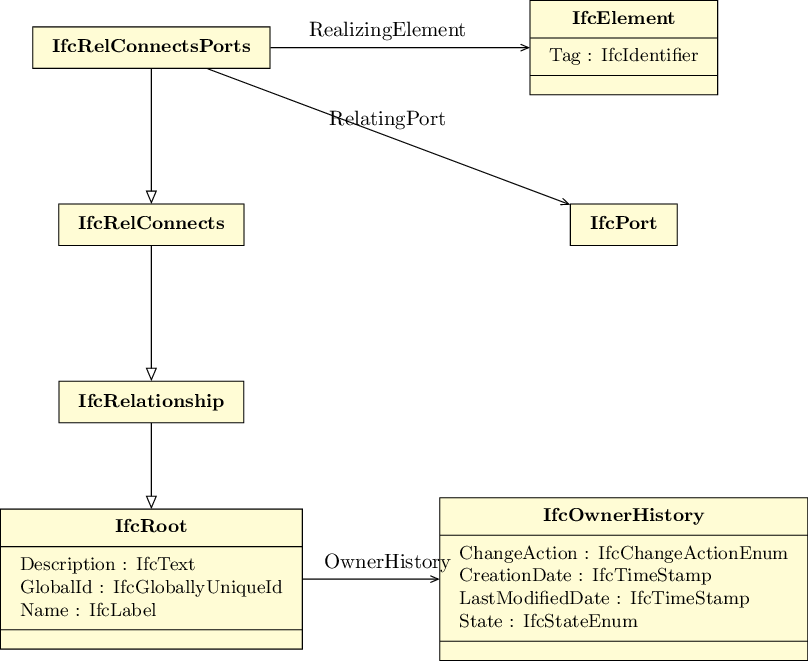 IfcRelConnectsPorts
RealizingElement
IfcElement
Tag : IfcIdentifier
RelatingPort
IfcRelConnects
IfcPort
IfcRelationship
IfcRoot
Description : IfcText
GlobalId : IfcGloballyUniqueId
Name : IfcLabel
OwnerHistory
IfcOwnerHistory
ChangeAction : IfcChangeActionEnum
CreationDate : IfcTimeStamp
LastModifiedDate : IfcTimeStamp
State : IfcStateEnum